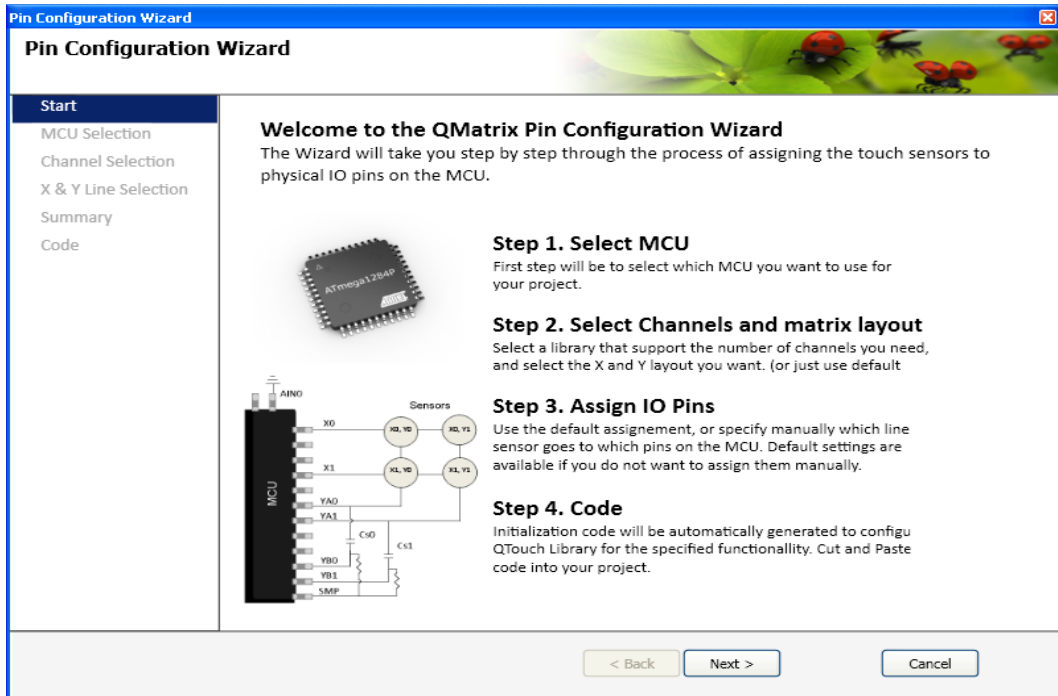 Pin Configuration Wizard
Pin Configuration Wizard
Start
MCU Selection
Channel Selection
X & Y Line Selection
Summary
Code
Welcome to the QMatrix Pin Configuration Wizard
The Wizard will take you step by step through the process of assigning the touch sensors to
physical IO pins on the MCU.
ATmega1284P
ATMEL
Step 1. Select MCU
First step will be to select which MCU you want to use for
your project.
Step 2. Select Channels and matrix layout
Select a library that support the number of channels you need,
and select the X and Y layout you want. (or just use default
AIN0
Sensors
X0
X0, Y0
X0, Y1
X1
X1, Y0
X1, Y1
MCU
YA0
YA1
Cs0
Cs1
YB0
YB1
SMP
Step 3. Assign IO Pins
Use the default assignement, or specify manually which line
sensor goes to which pins on the MCU. Default settings are
available if you do not want to assign them manually.
Step 4. Code
Initialization code will be automatically generated to configu
QTouch Library for the specified functionallity. Cut and Paste
code into your project.
< Back
Next >
Cancel